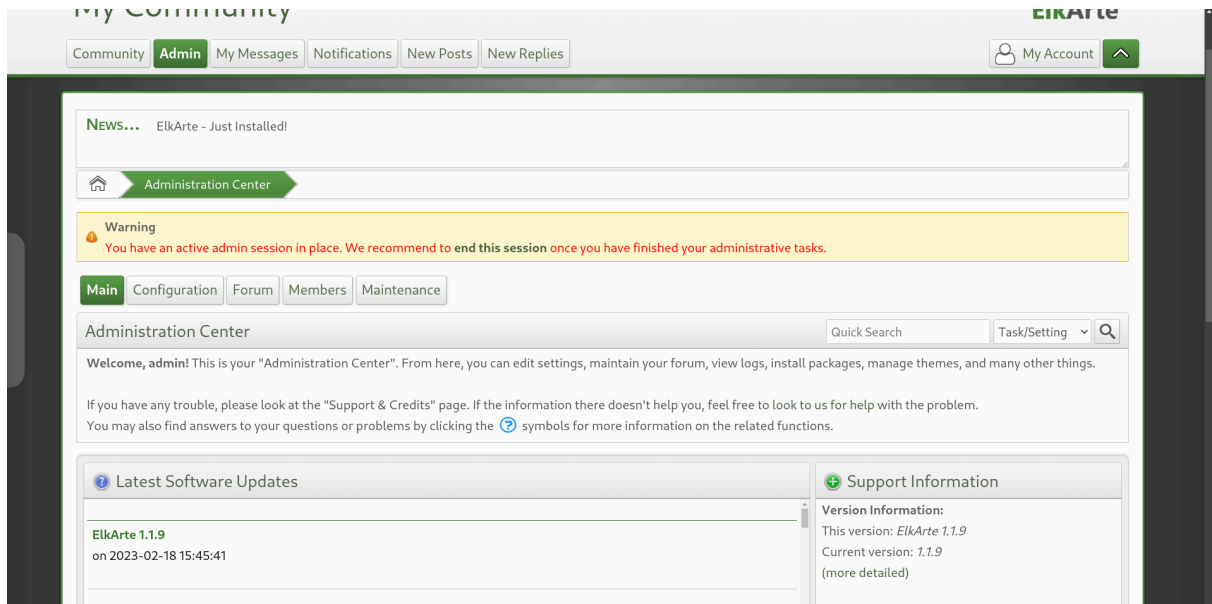 My Community
ElkArte
Community Admin My Messages Notifications New Posts New Replies
My Account
NEWS... ElkArte - Just Installed!
Administration Center
Warning
You have an active admin session in place. We recommend to end this session once you have finished your administrative tasks.
Main Configuration Forum Members Maintenance
Administration Center
Quick Search Task/Setting
Welcome, admin! This is your "Administration Center". From here, you can edit settings, maintain your forum, view logs, install packages, manage themes, and many other things.
If you have any trouble, please look at the "Support & Credits" page. If the information there doesn't help you, feel free to look to us for help with the problem.
You may also find answers to your questions or problems by clicking the ? symbols for more information on the related functions.
Latest Software Updates
ElkArte 1.1.9
on 2023-02-18 15:45:41
Support Information
Version Information:
This version: ElkArte 1.1.9
Current version: 1.1.9
(more detailed)